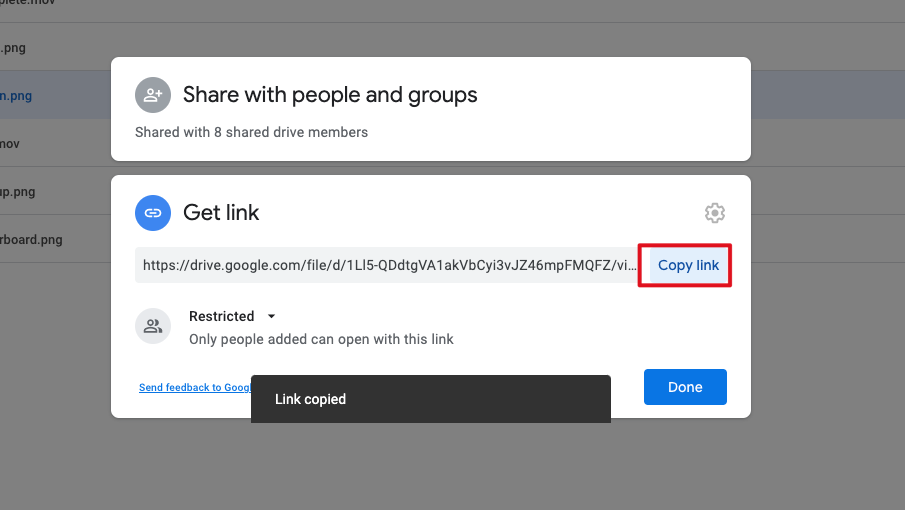 plete.mov
.png
n.png
mov
up.png
rboard.png
Share with people and groups
Shared with 8 shared drive members
Get link
https://drive.google.com/file/d/1Ll5-QDdtgVA1akVbCyi3vJZ46mpFMQFZ/vi...
Copy link
Restricted
Only people added can open with this link
Send feedback to Googl
Link copied
Done